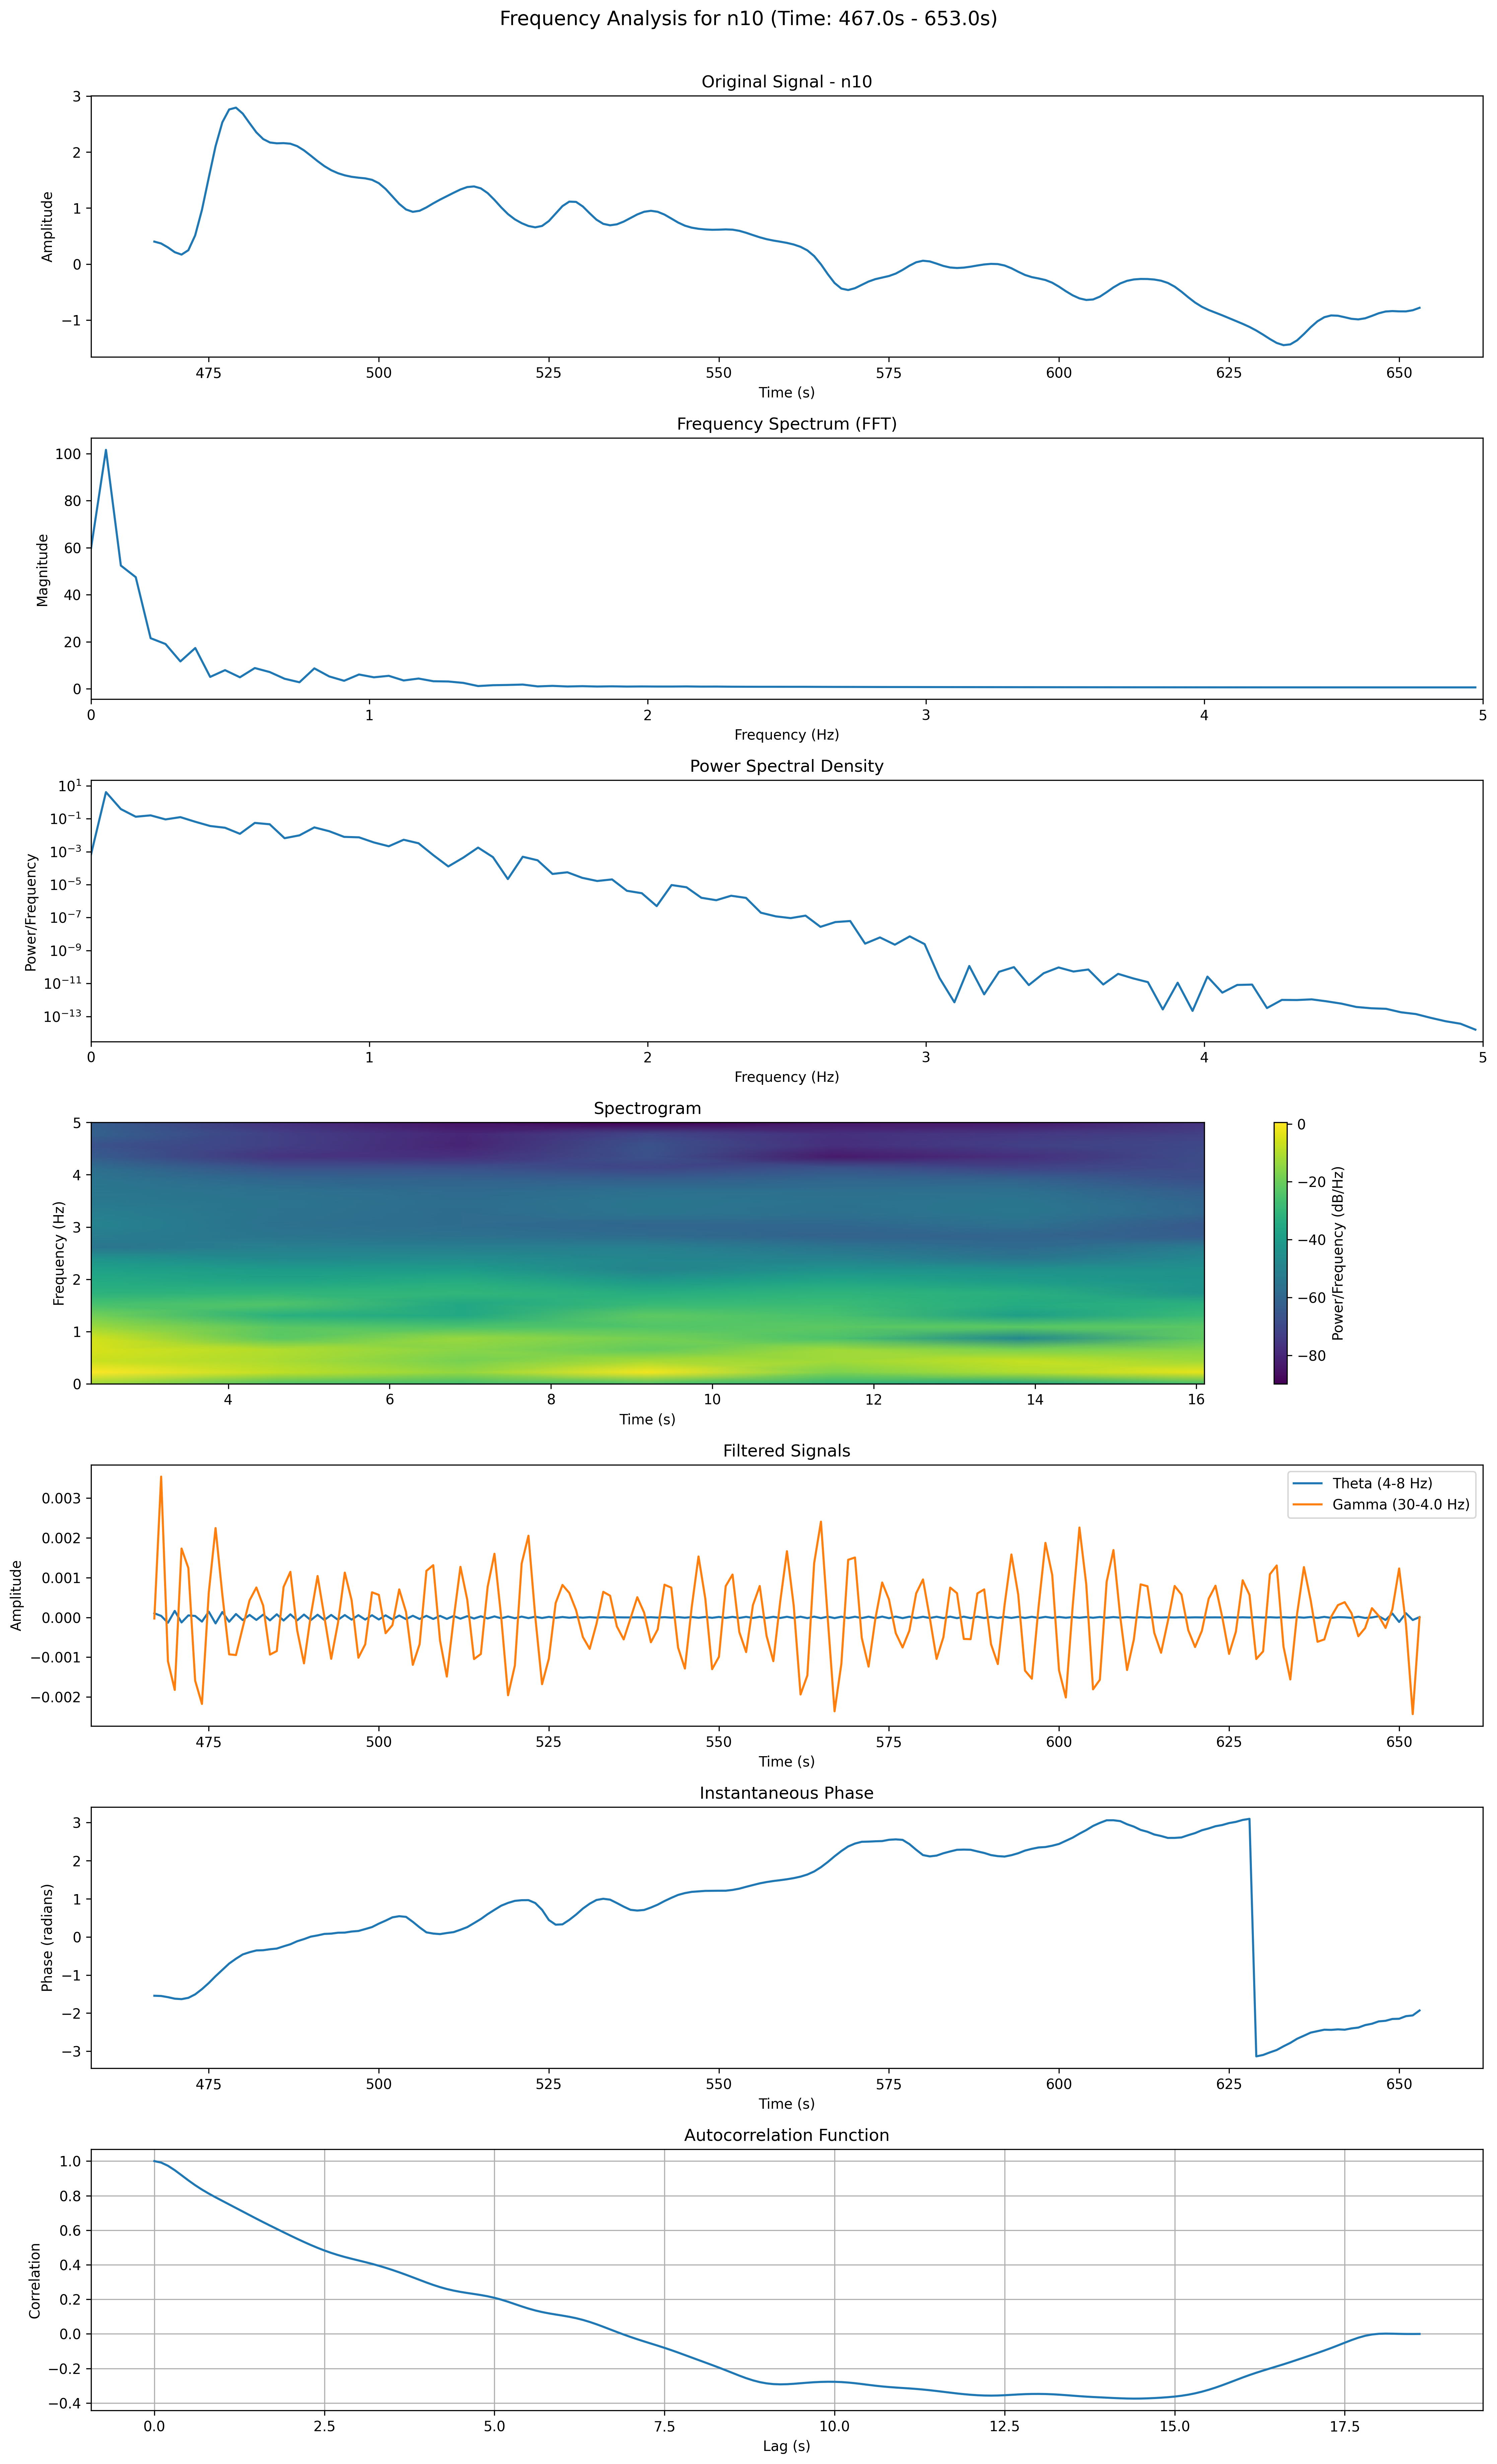 Frequency Analysis for n10 (Time: 467.0s - 653.0s)
Original Signal - n10
Amplitude
3
2
1
0
−1
475 500 525 550 575 600 625 650
Time (s)
Frequency Spectrum (FFT)
Magnitude
100
80
60
40
20
0
0 1 2 3 4 5
Frequency (Hz)
Power Spectral Density
Power/Frequency
10¹
10⁻¹
10⁻³
10⁻⁵
10⁻⁷
10⁻⁹
10⁻¹¹
10⁻¹³
0 1 2 3 4 5
Frequency (Hz)
Spectrogram
Frequency (Hz)
5
4
3
2
1
0
4 6 8 10 12 14 16
Time (s)
0
−20
−40
−60
−80
Power/Frequency (dB/Hz)
Filtered Signals
Theta (4-8 Hz)
Gamma (30-4.0 Hz)
Amplitude
0.003
0.002
0.001
0.000
−0.001
−0.002
475 500 525 550 575 600 625 650
Time (s)
Instantaneous Phase
Phase (radians)
3
2
1
0
−1
−2
−3
475 500 525 550 575 600 625 650
Time (s)
Autocorrelation Function
Correlation
1.0
0.8
0.6
0.4
0.2
0.0
−0.2
−0.4
0.0 2.5 5.0 7.5 10.0 12.5 15.0 17.5
Lag (s)